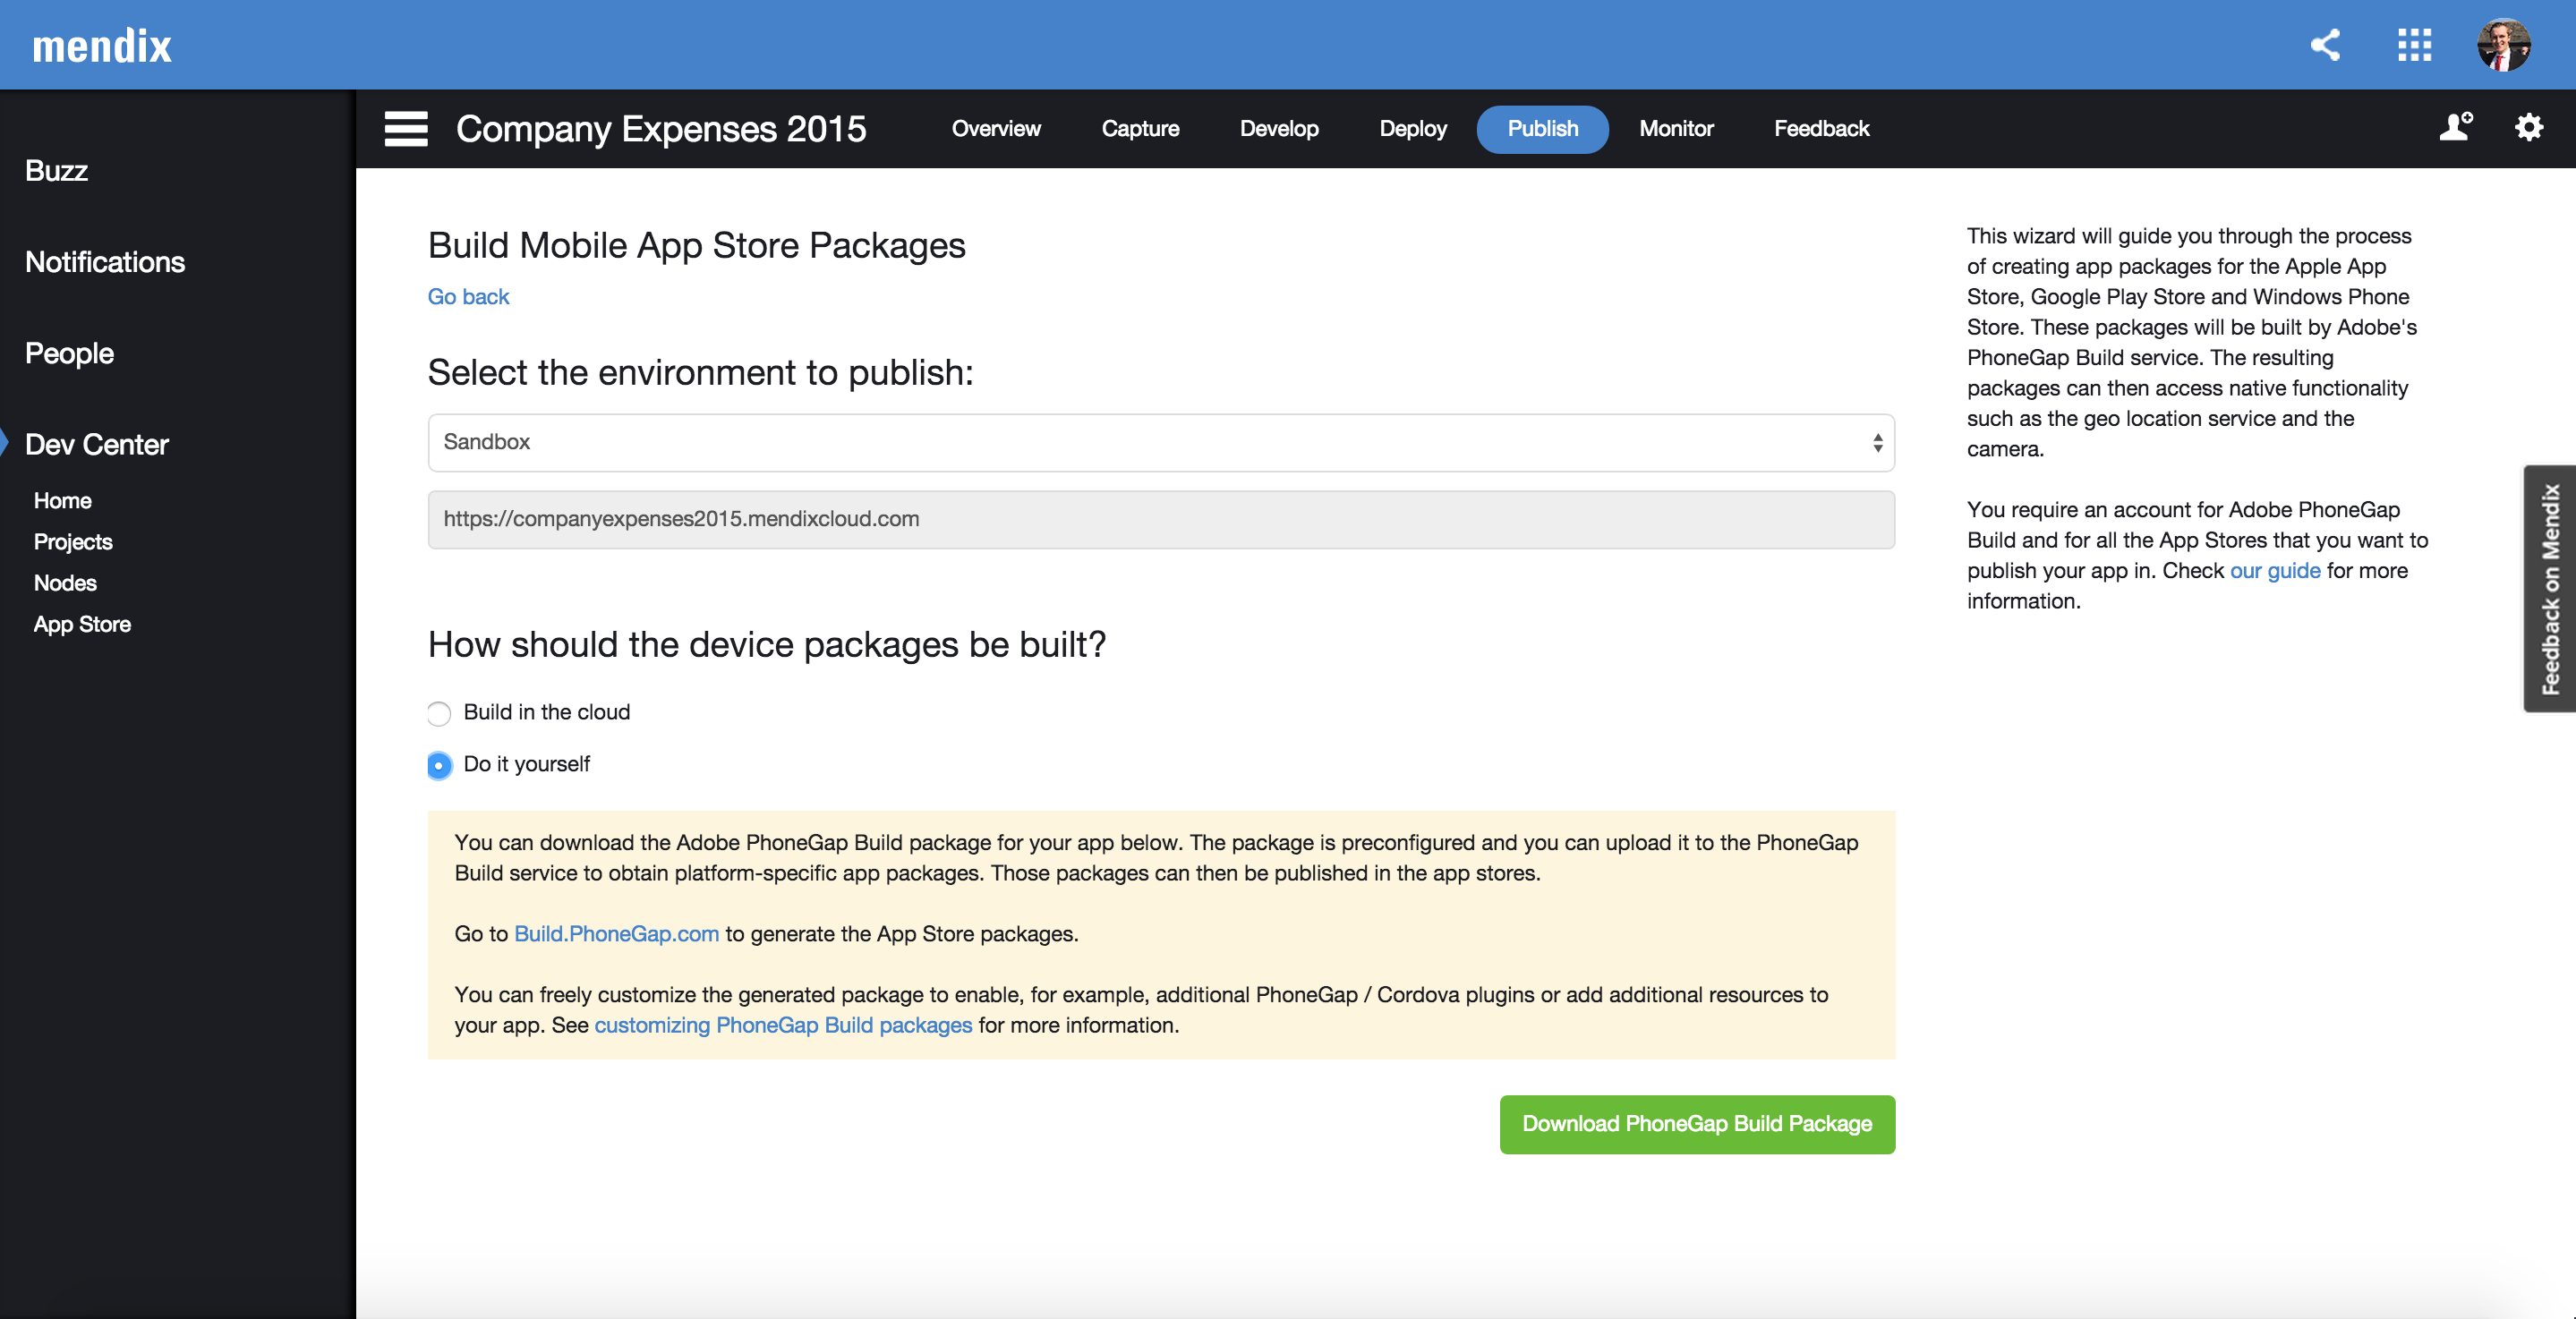 mendix
Buzz
Notifications
People
Dev Center
Home
Projects
Nodes
App Store
Company Expenses 2015
Overview
Capture
Develop
Deploy
Publish
Monitor
Feedback
Build Mobile App Store Packages
Go back
Select the environment to publish:
Sandbox
https://companyexpenses2015.mendixcloud.com
How should the device packages be built?
Build in the cloud
Do it yourself
You can download the Adobe PhoneGap Build package for your app below. The package is preconfigured and you can upload it to the PhoneGap
Build service to obtain platform-specific app packages. Those packages can then be published in the app stores.
Go to Build.PhoneGap.com to generate the App Store packages.
You can freely customize the generated package to enable, for example, additional PhoneGap / Cordova plugins or add additional resources to
your app. See customizing PhoneGap Build packages for more information.
Download PhoneGap Build Package
This wizard will guide you through the process
of creating app packages for the Apple App
Store, Google Play Store and Windows Phone
Store. These packages will be built by Adobe's
PhoneGap Build service. The resulting
packages can then access native functionality
such as the geo location service and the
camera.
You require an account for Adobe PhoneGap
Build and for all the App Stores that you want to
publish your app in. Check our guide for more
information.
Feedback on Mendix